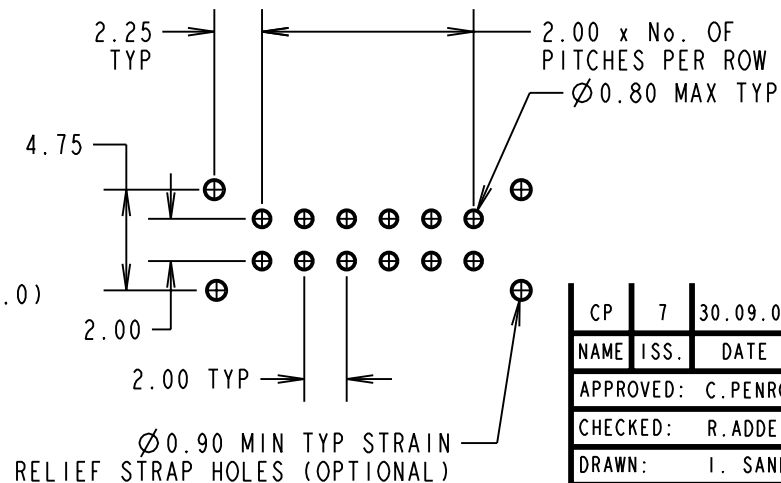 2.25
TYP
2.00 x No. OF
PITCHES PER ROW
Ø0.80 MAX TYP
4.75
.0)
2.00
2.00 TYP
Ø0.90 MIN TYP STRAIN
RELIEF STRAP HOLES (OPTIONAL)
CP 7 30.09.0
NAME ISS. DATE
APPROVED: C.PENRO
CHECKED: R.ADDE
DRAWN: I. SAN